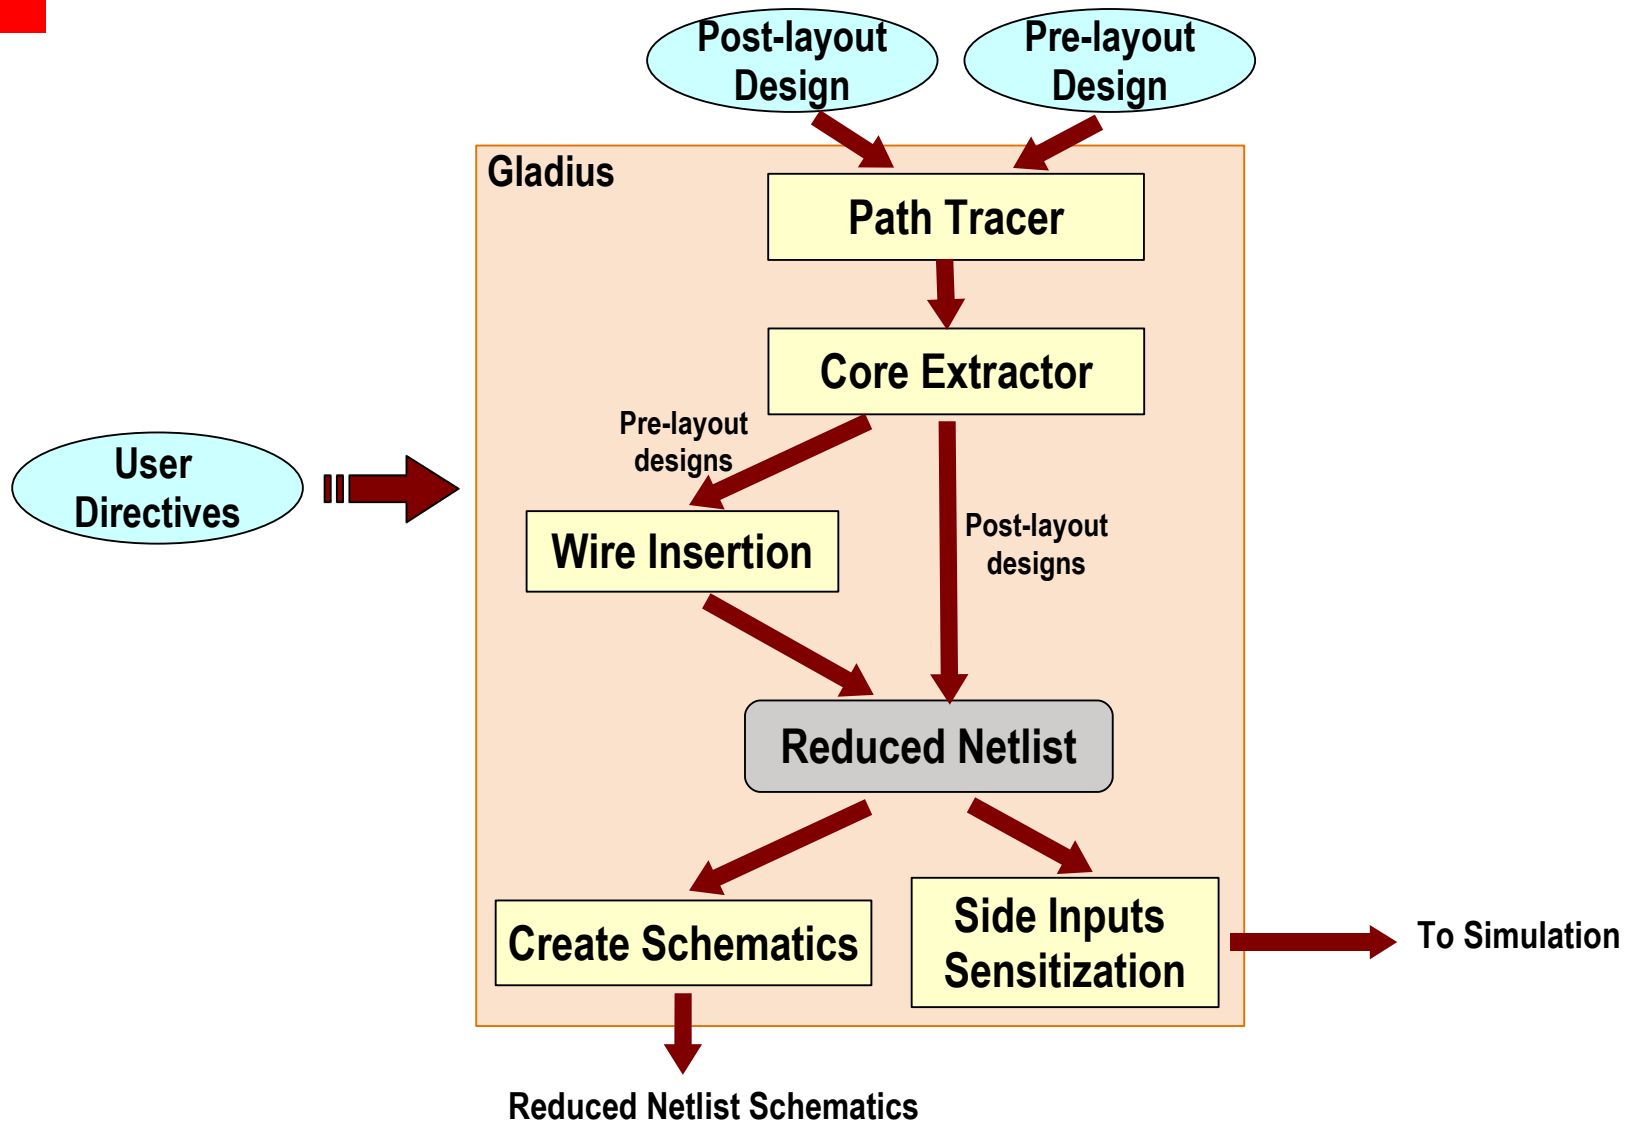 Post-layout
Design
Pre-layout
Design
Gladius
Path Tracer
Core Extractor
Pre-layout
designs
User
Directives
Post-layout
designs
Wire Insertion
Reduced Netlist
Create Schematics
Side Inputs
Sensitization
To Simulation
Reduced Netlist Schematics